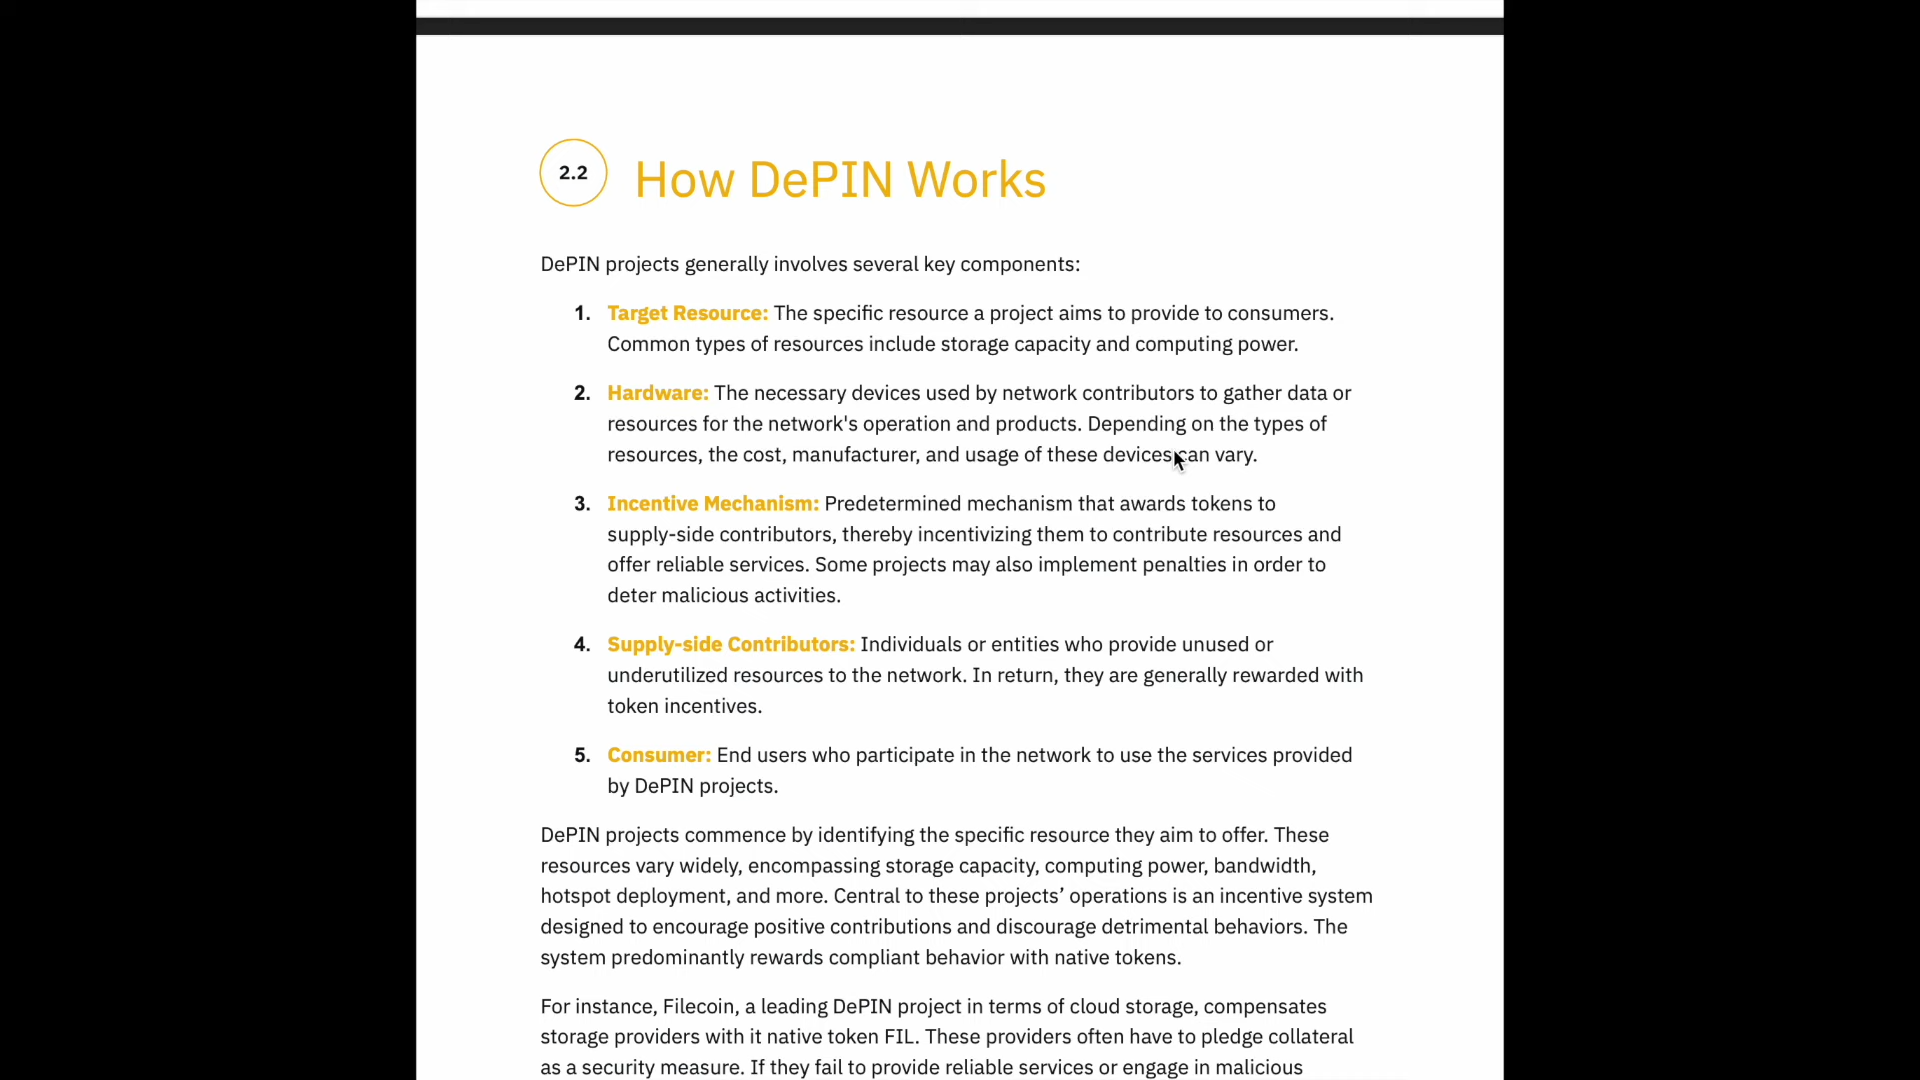 2.2 How DePIN Works
DePIN projects generally involves several key components:
1. Target Resource: The specific resource a project aims to provide to consumers.
Common types of resources include storage capacity and computing power.
2. Hardware: The necessary devices used by network contributors to gather data or
resources for the network's operation and products. Depending on the types of
resources, the cost, manufacturer, and usage of these devices can vary.
3. Incentive Mechanism: Predetermined mechanism that awards tokens to
supply-side contributors, thereby incentivizing them to contribute resources and
offer reliable services. Some projects may also implement penalties in order to
deter malicious activities.
4. Supply-side Contributors: Individuals or entities who provide unused or
underutilized resources to the network. In return, they are generally rewarded with
token incentives.
5. Consumer: End users who participate in the network to use the services provided
by DePIN projects.
DePIN projects commence by identifying the specific resource they aim to offer. These
resources vary widely, encompassing storage capacity, computing power, bandwidth,
hotspot deployment, and more. Central to these projects’ operations is an incentive system
designed to encourage positive contributions and discourage detrimental behaviors. The
system predominantly rewards compliant behavior with native tokens.
For instance, Filecoin, a leading DePIN project in terms of cloud storage, compensates
storage providers with it native token FIL. These providers often have to pledge collateral
as a security measure. If they fail to provide reliable services or engage in malicious